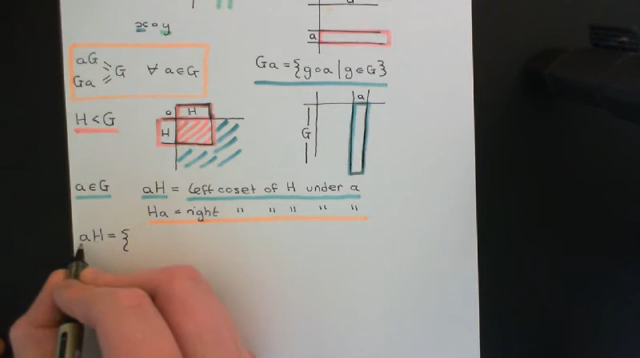 x∘y
a
aG = G
Ga = G ∀ a∈G
Ga = {g∘a | g∈G}
H<G
∘ H
H
a
G
a∈G aH = left coset of H under a
Ha = right " " " " "
aH = {